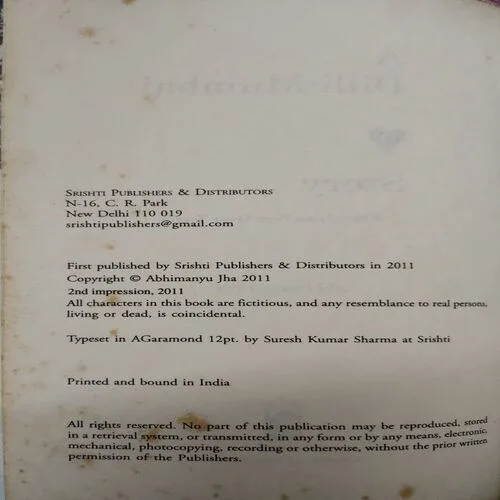 SRISHTI PUBLISHERS & DISTRIBUTORS
N-16, C. R. Park
New Delhi 110 019
srishtipublishers@gmail.com
First published by Srishti Publishers & Distributors in 2011
Copyright © Abhimanyu Jha 2011
2nd impression, 2011
All characters in this book are fictitious, and any resemblance to real persons,
living or dead, is coincidental.
Typeset in AGaramond 12pt. by Suresh Kumar Sharma at Srishti
Printed and bound in India
All rights reserved. No part of this publication may be reproduced, stored
in a retrieval system, or transmitted, in any form or by any means, electronic,
mechanical, photocopying, recording or otherwise, without the prior written
permission of the Publishers.